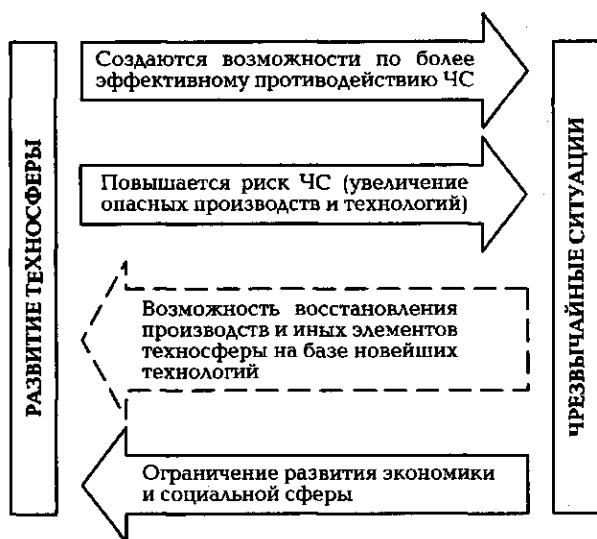 РАЗВИТИЕ ТЕХНОСФЕРЫ
Создаются возможности по более
эффективному противодействию ЧС
Повышается риск ЧС (увеличение
опасных производств и технологий)
Возможность восстановления
производств и иных элементов
техносферы на базе новейших
технологий
Ограничение развития экономики
и социальной сферы
ЧРЕЗВЫЧАЙНЫЕ СИТУАЦИИ